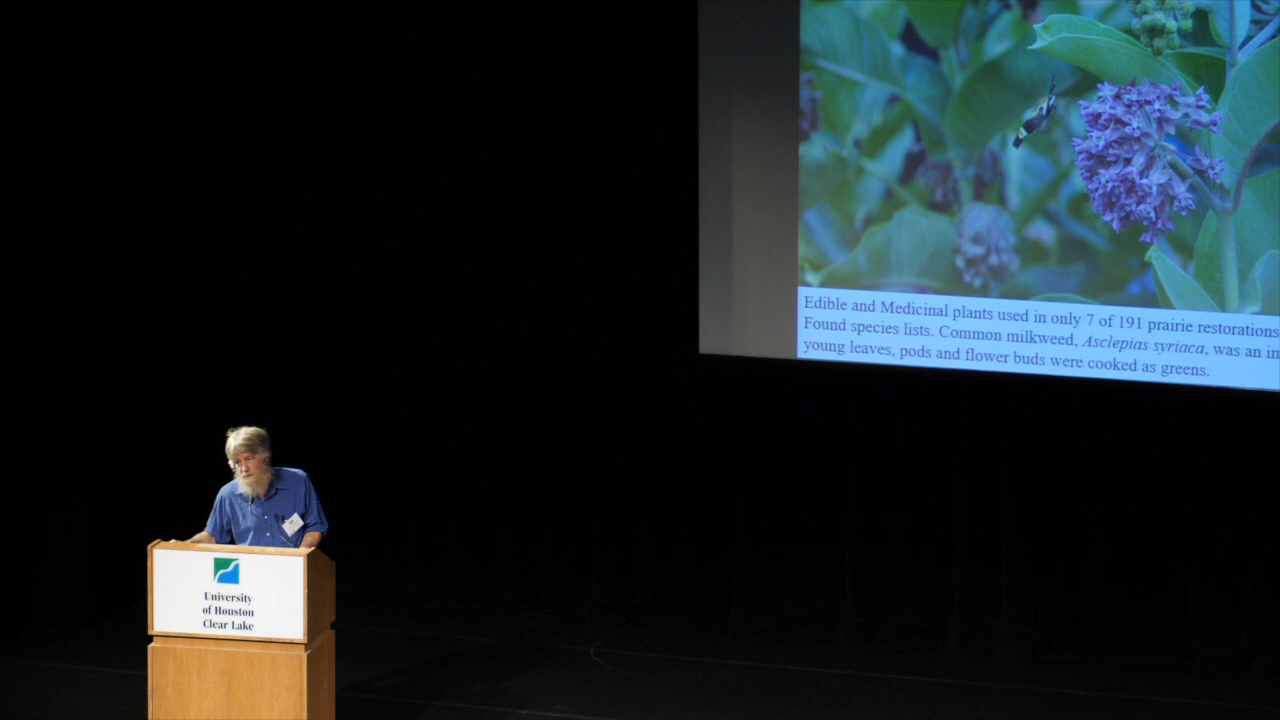 Edible and Medicinal plants used in only 7 of 191 prairie restorations
Found species lists. Common milkweed, Asclepias syriaca, was an
young leaves, pods and flower buds were cooked as greens.
University
of Houston
Clear Lake